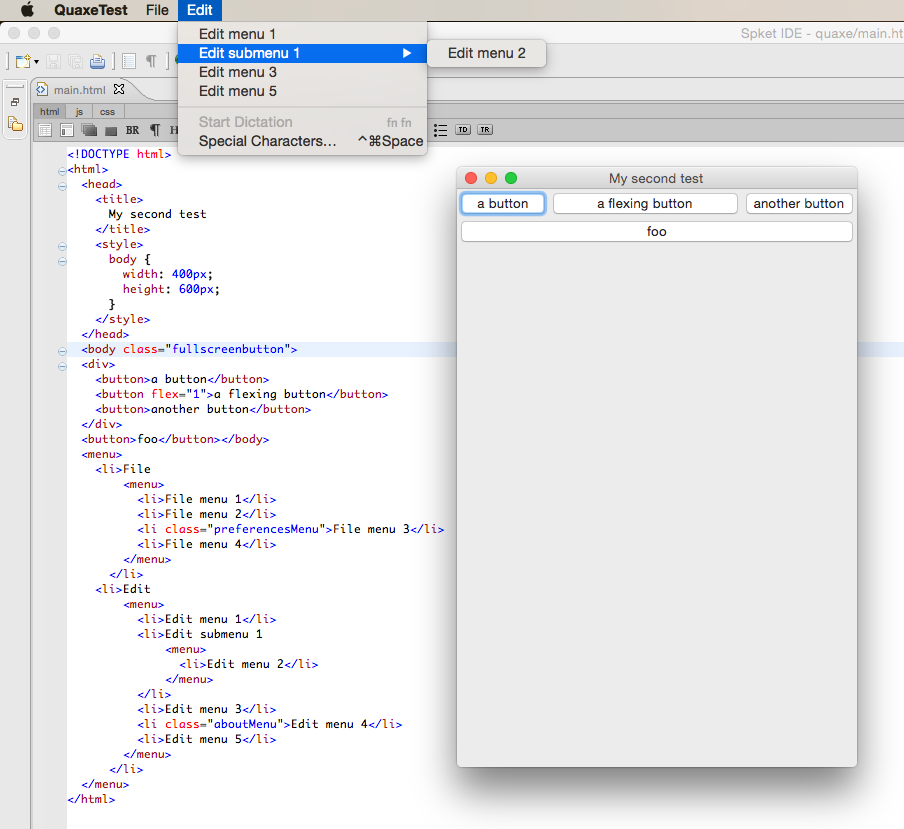 QuaxeTest File Edit
Edit menu 1
Edit submenu 1 ▶
Edit menu 2
Edit menu 3
Edit menu 5
Start Dictation fn fn
Special Characters… ^⌘Space
Spket IDE - quaxe/main.ht
main.html
html js css
BR ¶ H TD TR
<!DOCTYPE html>
<html>
<head>
<title>
My second test
</title>
<style>
body {
width: 400px;
height: 600px;
}
</style>
</head>
<body class="fullscreenbutton">
<div>
<button>a button</button>
<button flex="1">a flexing button</button>
<button>another button</button>
</div>
<button>foo</button></body>
<menu>
<li>File
<menu>
<li>File menu 1</li>
<li>File menu 2</li>
<li class="preferencesMenu">File menu 3</li>
<li>File menu 4</li>
</menu>
</li>
<li>Edit
<menu>
<li>Edit menu 1</li>
<li>Edit submenu 1
<menu>
<li>Edit menu 2</li>
</menu>
</li>
<li>Edit menu 3</li>
<li class="aboutMenu">Edit menu 4</li>
<li>Edit menu 5</li>
</menu>
</li>
</menu>
</html>
My second test
a button a flexing button another button
foo